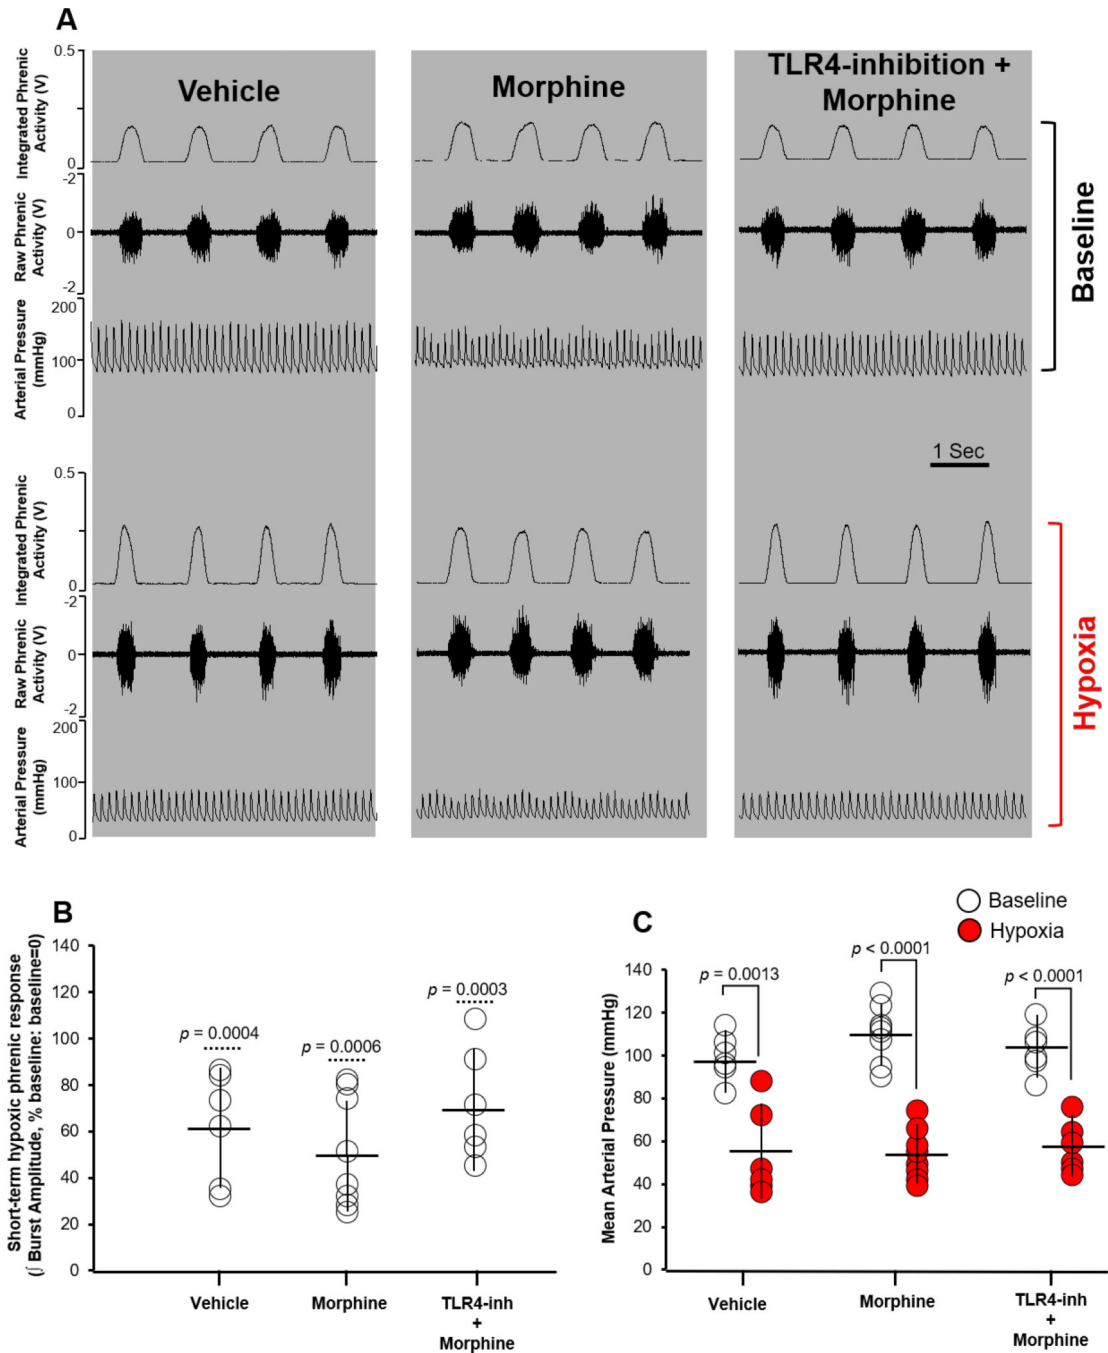 A
Vehicle
Morphine
TLR4-inhibition +
Morphine
Integrated Phrenic
Activity (V)
0.5
0
Raw Phrenic
Activity (V)
-2
0
-2
Arterial Pressure
(mmHg)
200
100
0
Baseline
1 Sec
Integrated Phrenic
Activity (V)
0.5
0
Raw Phrenic
Activity (V)
-2
0
-2
Arterial Pressure
(mmHg)
200
100
0
Hypoxia
B
Short-term hypoxic phrenic response
(∫ Burst Amplitude, % baseline: baseline=0)
140
120
100
80
60
40
20
0
p = 0.0004
p = 0.0006
p = 0.0003
Vehicle
Morphine
TLR4-inh
+
Morphine
C
Baseline
Hypoxia
Mean Arterial Pressure (mmHg)
140
120
100
80
60
40
20
0
p = 0.0013
p < 0.0001
p < 0.0001
Vehicle
Morphine
TLR4-inh
+
Morphine